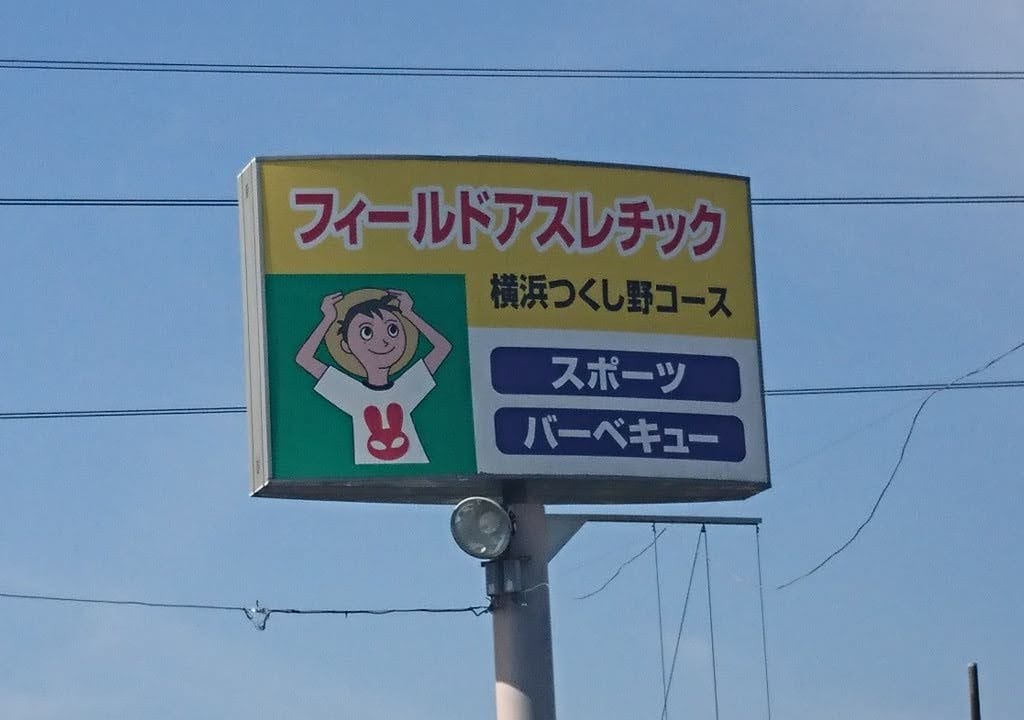 フィールドアスレチック
横浜つくし野コース
スポーツ
バーベキュー